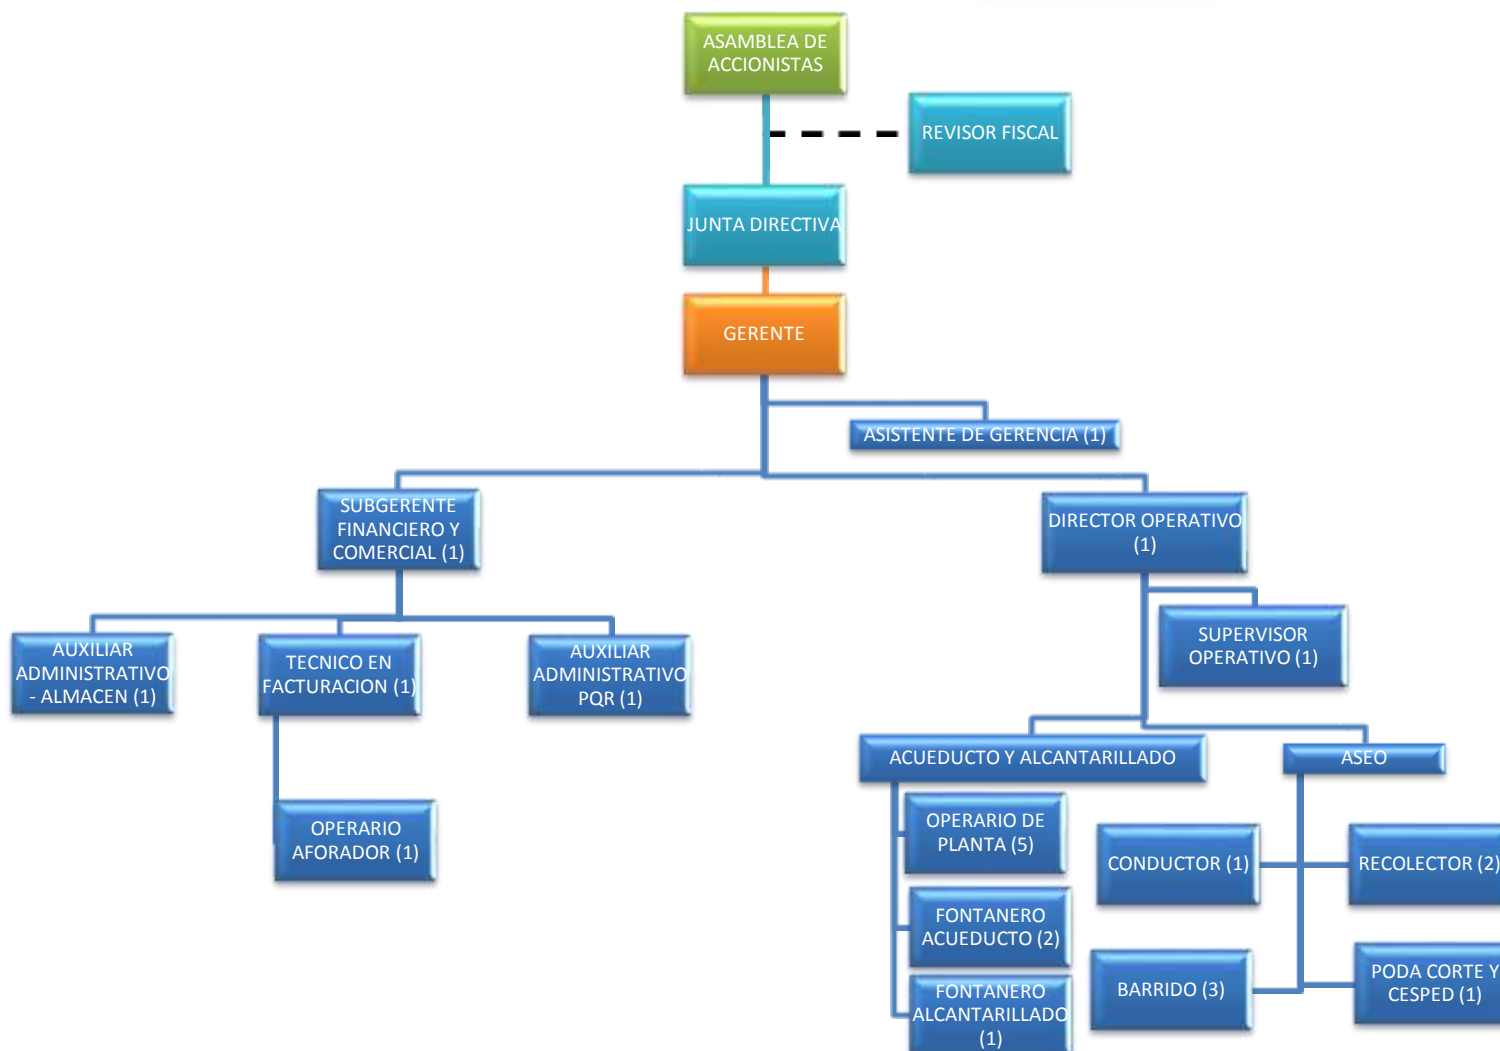 ASAMBLEA DE
ACCIONISTAS
REVISOR FISCAL
JUNTA DIRECTIVA
GERENTE
ASISTENTE DE GERENCIA (1)
SUBGERENTE
FINANCIERO Y
COMERCIAL (1)
DIRECTOR OPERATIVO
(1)
AUXILIAR
ADMINISTRATIVO
- ALMACEN (1)
TECNICO EN
FACTURACION (1)
AUXILIAR
ADMINISTRATIVO
PQR (1)
SUPERVISOR
OPERATIVO (1)
OPERARIO
AFORADOR (1)
ACUEDUCTO Y ALCANTARILLADO
ASEO
OPERARIO DE
PLANTA (5)
FONTANERO
ACUEDUCTO (2)
FONTANERO
ALCANTARILLADO
(1)
CONDUCTOR (1)
RECOLECTOR (2)
BARRIDO (3)
PODA CORTE Y
CESPED (1)